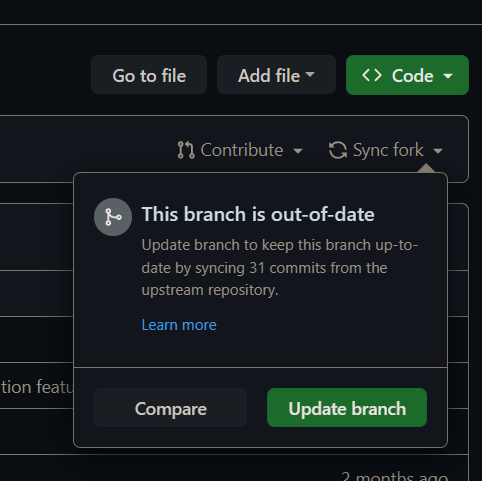 Go to file
Add file
Code
Contribute
Sync fork
This branch is out-of-date
Update branch to keep this branch up-to-
date by syncing 31 commits from the
upstream repository.
Learn more
tion featu
Compare
Update branch
2 months ago